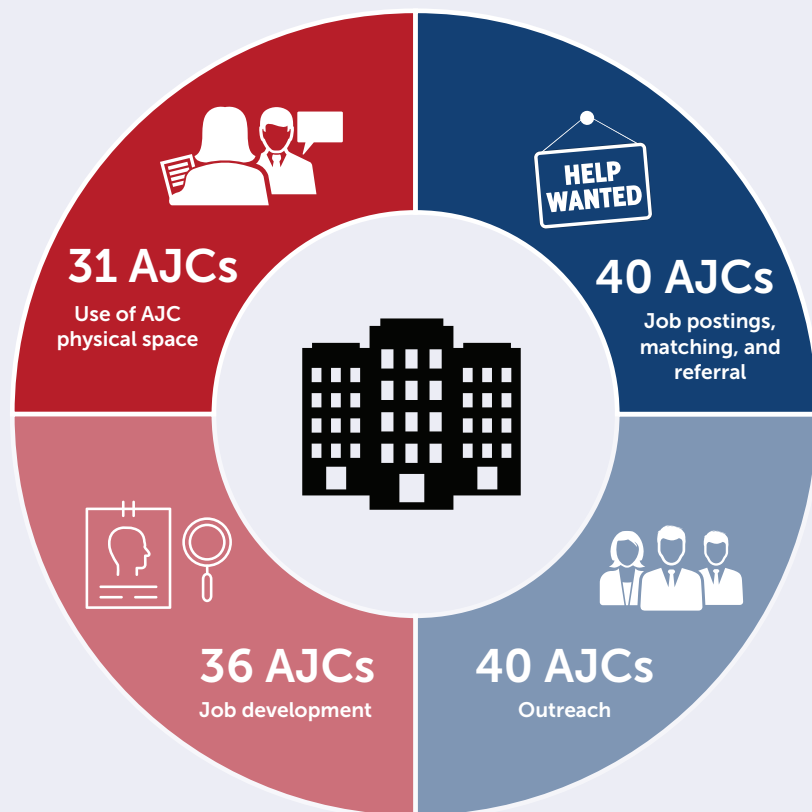 HELP
WANTED
31 AJCs
Use of AJC
physical space
40 AJCs
Job postings,
matching, and
referral
36 AJCs
Job development
40 AJCs
Outreach